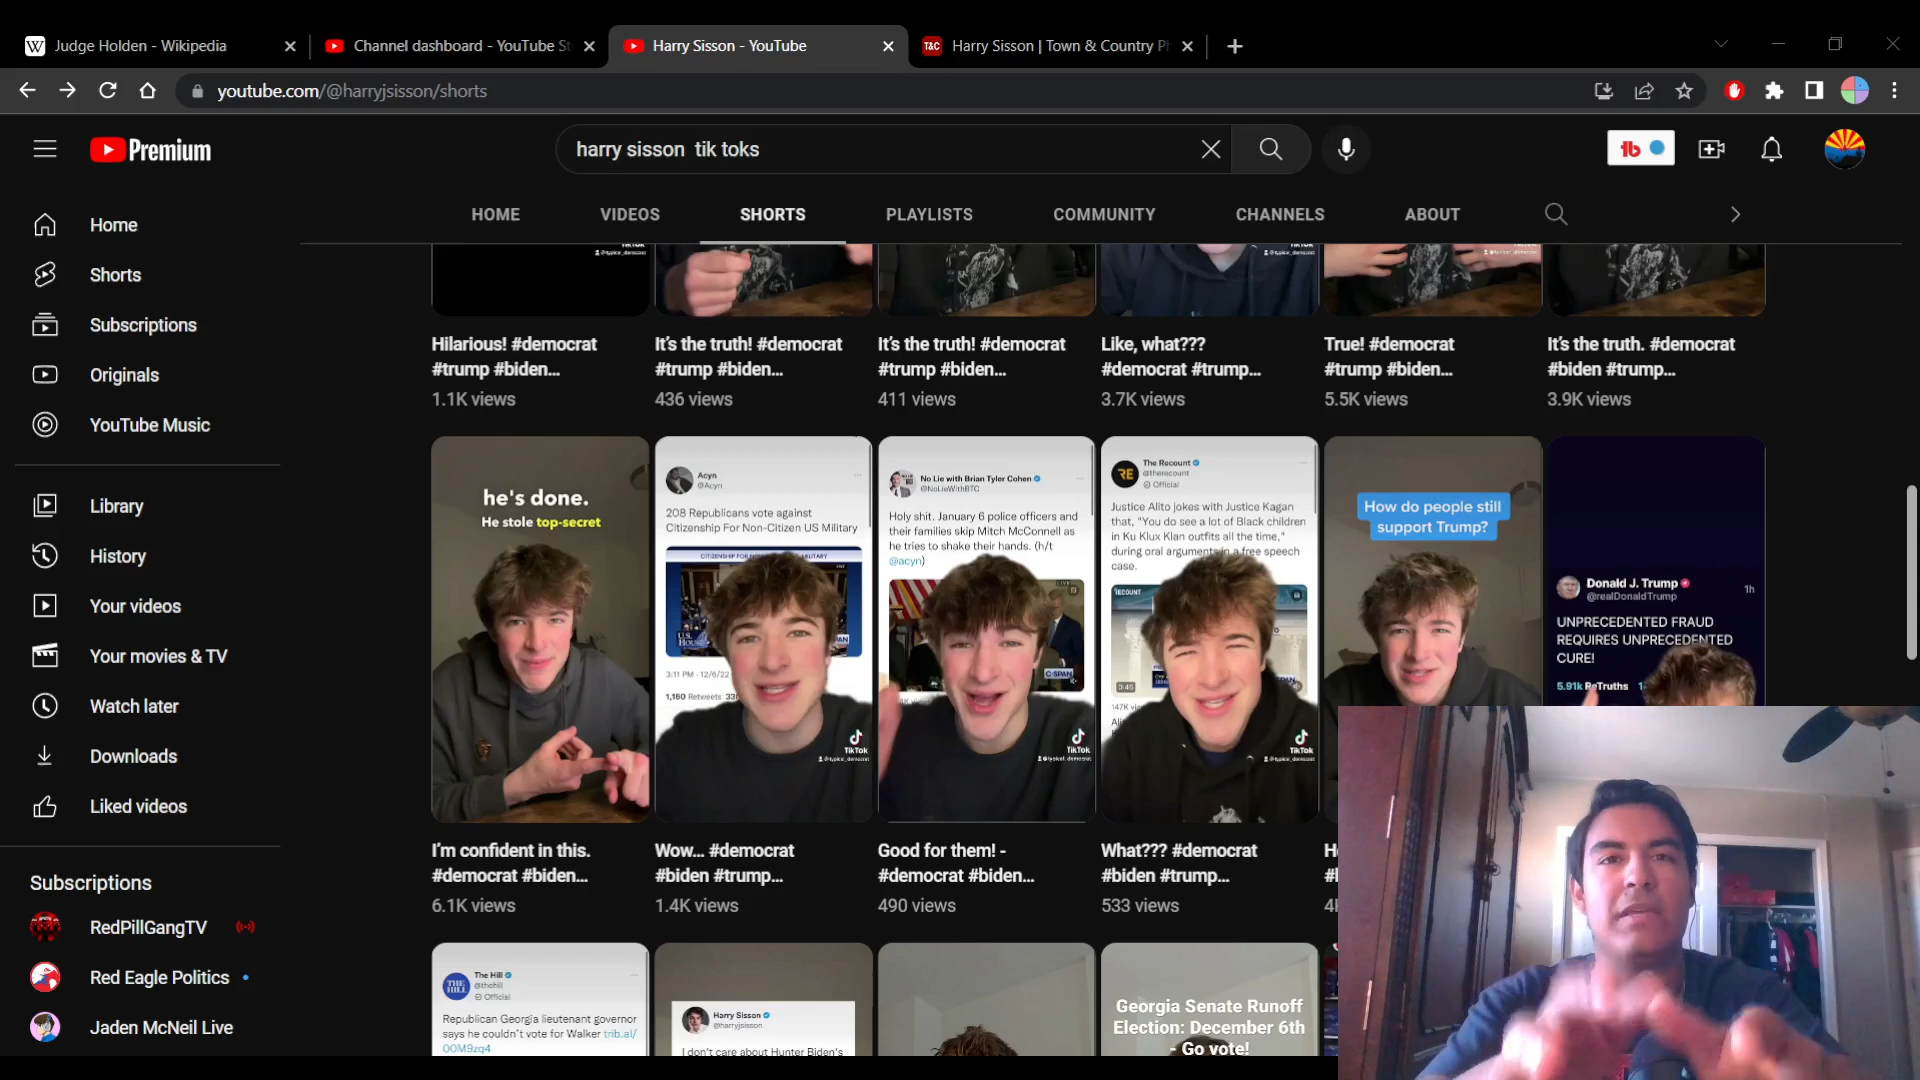 Judge Holden - Wikipedia
Channel dashboard - YouTube St
Harry Sisson - YouTube
T&C
Harry Sisson | Town & Country Pl
youtube.com/@harryjsisson/shorts
Premium
harry sisson tik toks
HOME
VIDEOS
SHORTS
PLAYLISTS
COMMUNITY
CHANNELS
ABOUT
Home
Shorts
Subscriptions
Originals
YouTube Music
Library
History
Your videos
Your movies & TV
Watch later
Downloads
Liked videos
Subscriptions
RedPillGangTV
Red Eagle Politics
Jaden McNeil Live
Hilarious! #democrat
#trump #biden...
1.1K views
It's the truth! #democrat
#trump #biden...
436 views
It's the truth! #democrat
#trump #biden...
411 views
Like, what???
#democrat #trump...
3.7K views
True! #democrat
#trump #biden...
5.5K views
It's the truth. #democrat
#biden #trump...
3.9K views
he's done.
He stole top-secret
Acyn
@Acyn
208 Republicans vote against
Citizenship For Non-Citizen US Military
3:11 PM · 12/6/22
1,160 Retweets
TikTok
@typical_democrat
No Lie with Brian Tyler Cohen
@NoLieWithBTC
Holy shit. January 6 police officers and
their families skip Mitch McConnell as
he tries to shake their hands. (h/t
@acyn)
C-SPAN
TikTok
@typical_democrat
The Recount
@therecount
Official
Justice Alito jokes with Justice Kagan
that, "You do see a lot of Black children
in Ku Klux Klan outfits all the time,"
during oral arguments in a free speech
case.
RECOUNT
0:45
TikTok
@typical_democrat
How do people still
support Trump?
Donald J. Trump
@realDonaldTrump
1h
UNPRECEDENTED FRAUD
REQUIRES UNPRECEDENTED
CURE!
5.91k ReTruths
I'm confident in this.
#democrat #biden...
6.1K views
Wow... #democrat
#biden #trump...
1.4K views
Good for them! -
#democrat #biden...
490 views
What??? #democrat
#biden #trump...
533 views
The Hill
@thehill
Official
Republican Georgia lieutenant governor
says he couldn't vote for Walker trib.al/
00M9zq4
Harry Sisson
@harryjsisson
I don't care about Hunter Biden's
Georgia Senate Runoff
Election: December 6th
- Go vote!